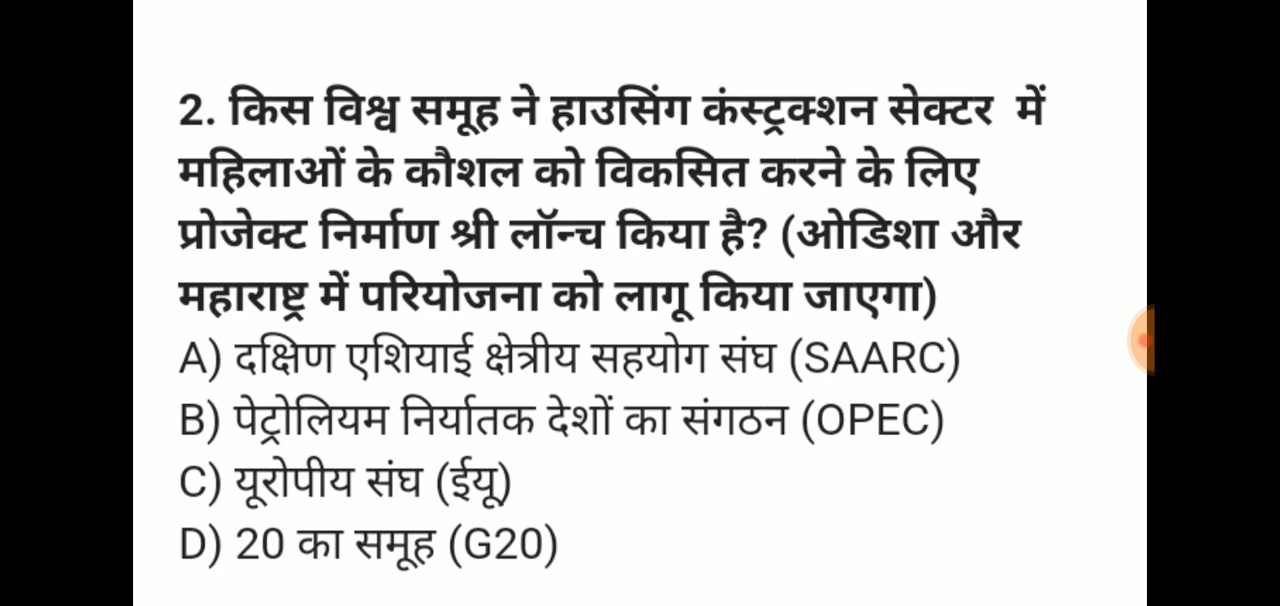 2. किस विश्व समूह ने हाउसिंग कंस्ट्रक्शन सेक्टर में
महिलाओं के कौशल को विकसित करने के लिए
प्रोजेक्ट निर्माण श्री लॉन्च किया है? (ओडिशा और
महाराष्ट्र में परियोजना को लागू किया जाएगा)
A) दक्षिण एशियाई क्षेत्रीय सहयोग संघ (SAARC)
B) पेट्रोलियम निर्यातक देशों का संगठन (OPEC)
C) यूरोपीय संघ (ईयू)
D) 20 का समूह (G20)